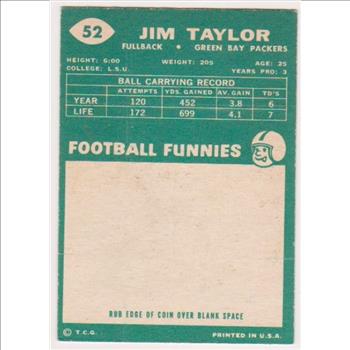 52
JIM TAYLOR
FULLBACK • GREEN BAY PACKERS
HEIGHT: 6:00 WEIGHT: 205 AGE: 25
COLLEGE: L.S.U. YEARS PRO: 3
BALL CARRYING RECORD
ATTEMPTS YDS. GAINED AV. GAIN TD'S
YEAR 120 452 3.8 6
LIFE 172 699 4.1 7
FOOTBALL FUNNIES
RUB EDGE OF COIN OVER BLANK SPACE
© T.C.G. PRINTED IN U.S.A.